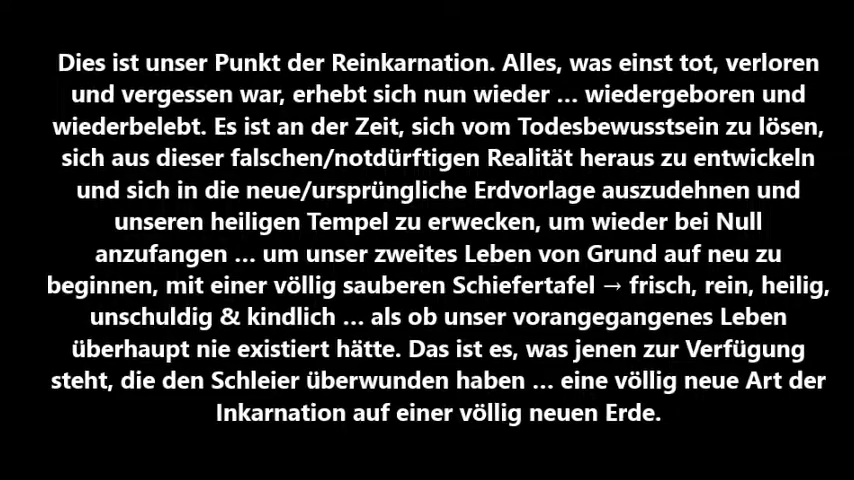 Dies ist unser Punkt der Reinkarnation. Alles, was einst tot, verloren
und vergessen war, erhebt sich nun wieder … wiedergeboren und
wiederbelebt. Es ist an der Zeit, sich vom Todesbewusstsein zu lösen,
sich aus dieser falschen/notdürftigen Realität heraus zu entwickeln
und sich in die neue/ursprüngliche Erdvorlage auszudehnen und
unseren heiligen Tempel zu erwecken, um wieder bei Null
anzufangen … um unser zweites Leben von Grund auf neu zu
beginnen, mit einer völlig sauberen Schiefertafel → frisch, rein, heilig,
unschuldig & kindlich … als ob unser vorangegangenes Leben
überhaupt nie existiert hätte. Das ist es, was jenen zur Verfügung
steht, die den Schleier überwunden haben … eine völlig neue Art der
Inkarnation auf einer völlig neuen Erde.